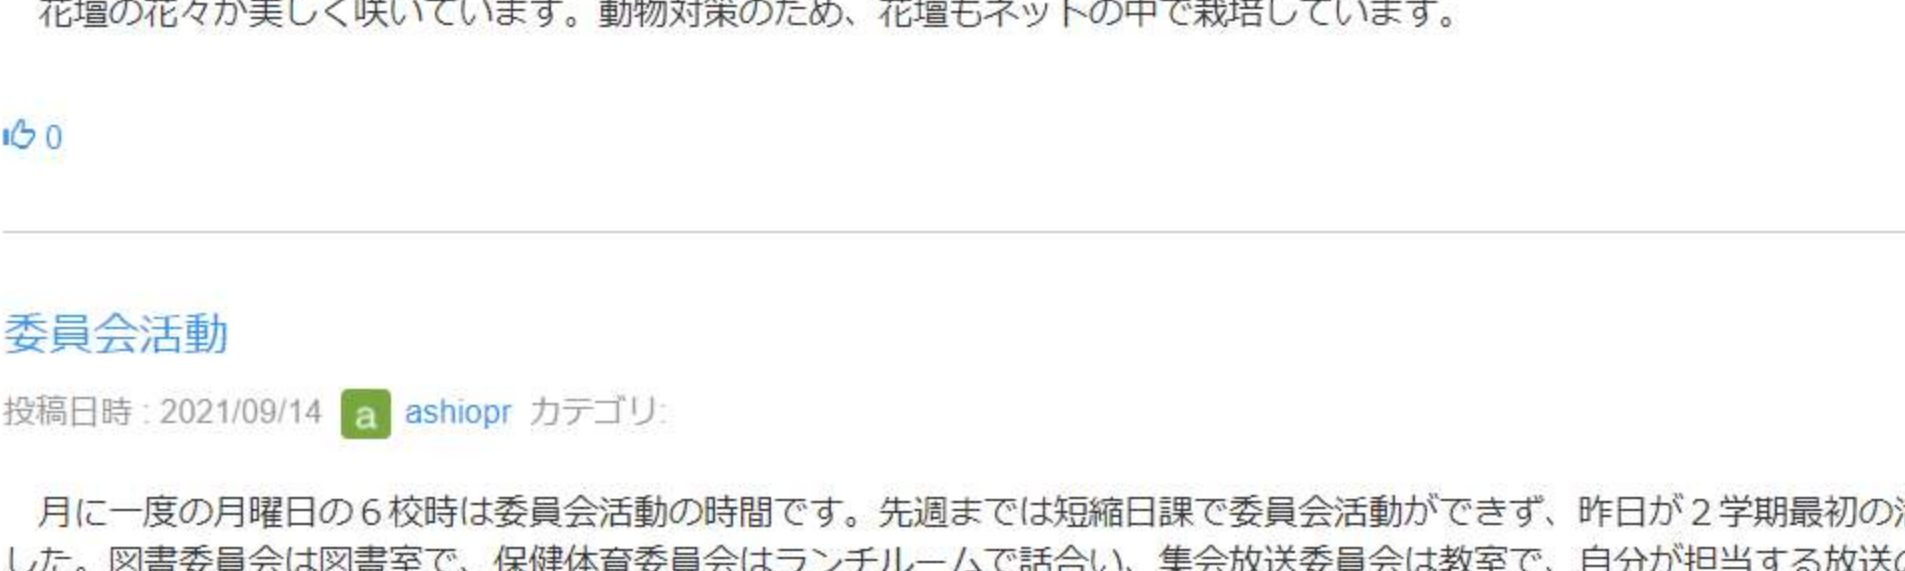 花壇の花々が美しく咲いています。動物対策のため、花壇もネットの中で栽培しています。
0
委員会活動
投稿日時 : 2021/09/14 a ashiopr カテゴリ:
月に一度の月曜日の６校時は委員会活動の時間です。先週までは短縮日課で委員会活動ができず、昨日が２学期最初の活
した。図書委員会は図書室で、保健体育委員会はランチルームで話合い、集会放送委員会は教室で、自分が担当する放送の